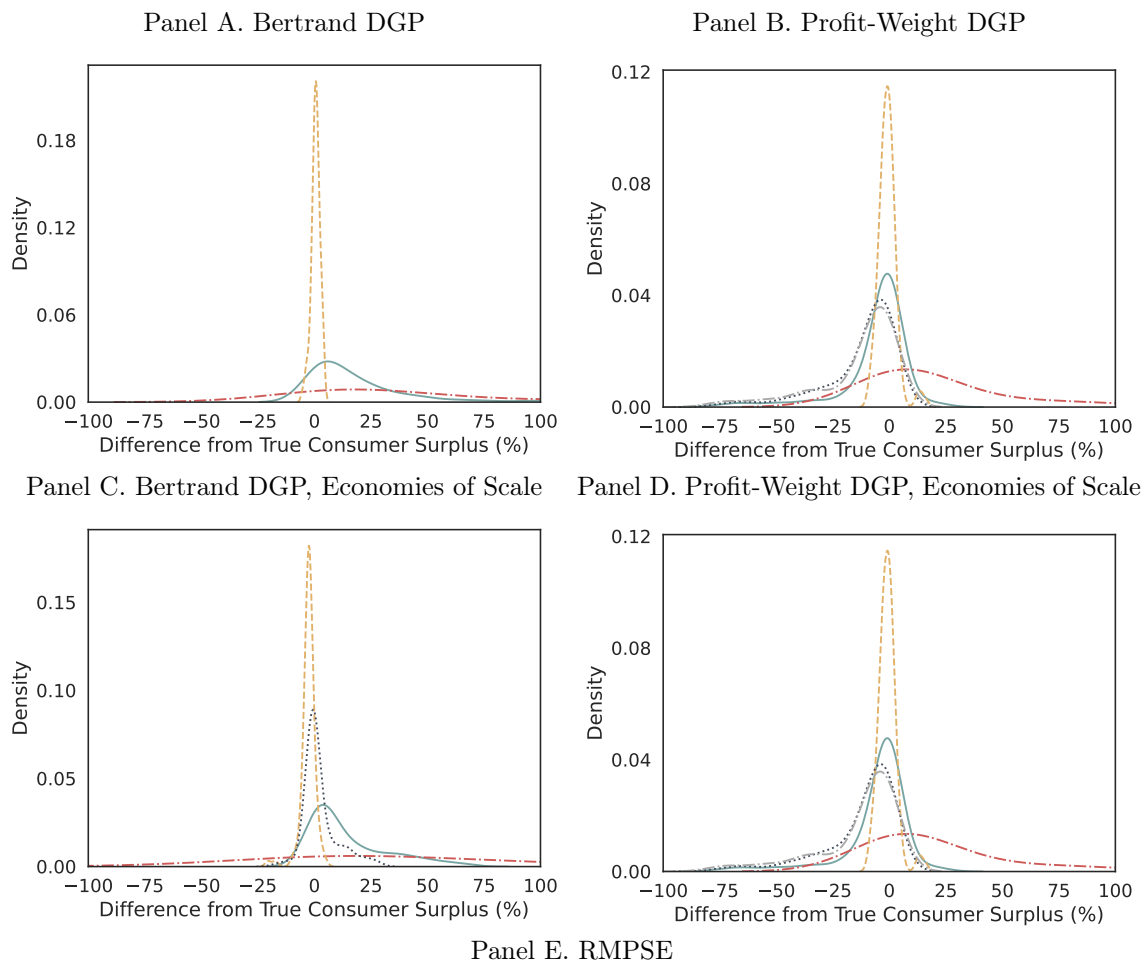 Panel A. Bertrand DGP
Panel B. Profit-Weight DGP
0.18
0.12
0.06
0.00
Density
−100 −75 −50 −25 0 25 50 75 100
Difference from True Consumer Surplus (%)
0.12
0.08
0.04
0.00
Density
−100 −75 −50 −25 0 25 50 75 100
Difference from True Consumer Surplus (%)
Panel C. Bertrand DGP, Economies of Scale
Panel D. Profit-Weight DGP, Economies of Scale
0.15
0.10
0.05
0.00
Density
−100 −75 −50 −25 0 25 50 75 100
Difference from True Consumer Surplus (%)
0.12
0.08
0.04
0.00
Density
−100 −75 −50 −25 0 25 50 75 100
Difference from True Consumer Surplus (%)
Panel E. RMPSE